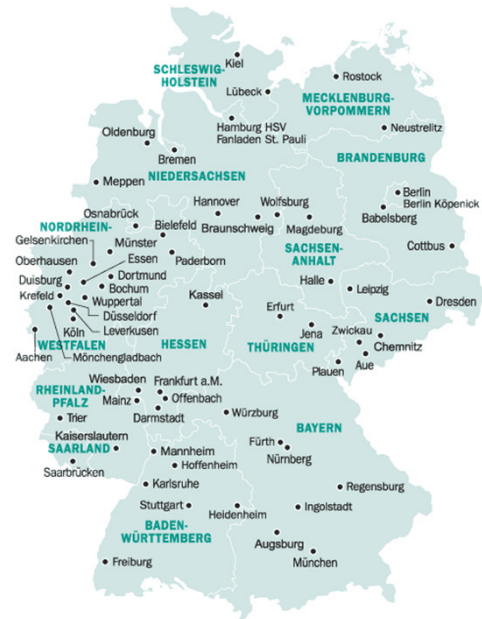 Kiel
SCHLESWIG-
HOLSTEIN
Rostock
Lübeck
MECKLENBURG-
VORPOMMERN
Hamburg HSV
Fanladen St. Pauli
Neustrelitz
Oldenburg
Bremen
BRANDENBURG
NIEDERSACHSEN
Meppen
Berlin
Berlin Köpenick
Babelsberg
Hannover
Wolfsburg
Osnabrück
Braunschweig
Magdeburg
NORDRHEIN-
Bielefeld
Gelsenkirchen
Münster
Cottbus
SACHSEN-
ANHALT
Oberhausen
Essen
Paderborn
Duisburg
Dortmund
Halle
Leipzig
Krefeld
Bochum
Wuppertal
Kassel
Dresden
Düsseldorf
Erfurt
SACHSEN
Köln
Leverkusen
Jena
Zwickau
WESTFALEN
HESSEN
THÜRINGEN
Chemnitz
Aachen
Mönchengladbach
Plauen
Aue
Wiesbaden
Frankfurt a.M.
RHEINLAND-
PFALZ
Mainz
Offenbach
Trier
Darmstadt
Würzburg
BAYERN
Kaiserslautern
Fürth
SAARLAND
Mannheim
Nürnberg
Saarbrücken
Hoffenheim
Karlsruhe
Regensburg
Stuttgart
Heidenheim
Ingolstadt
BADEN-
WÜRTTEMBERG
Augsburg
München
Freiburg